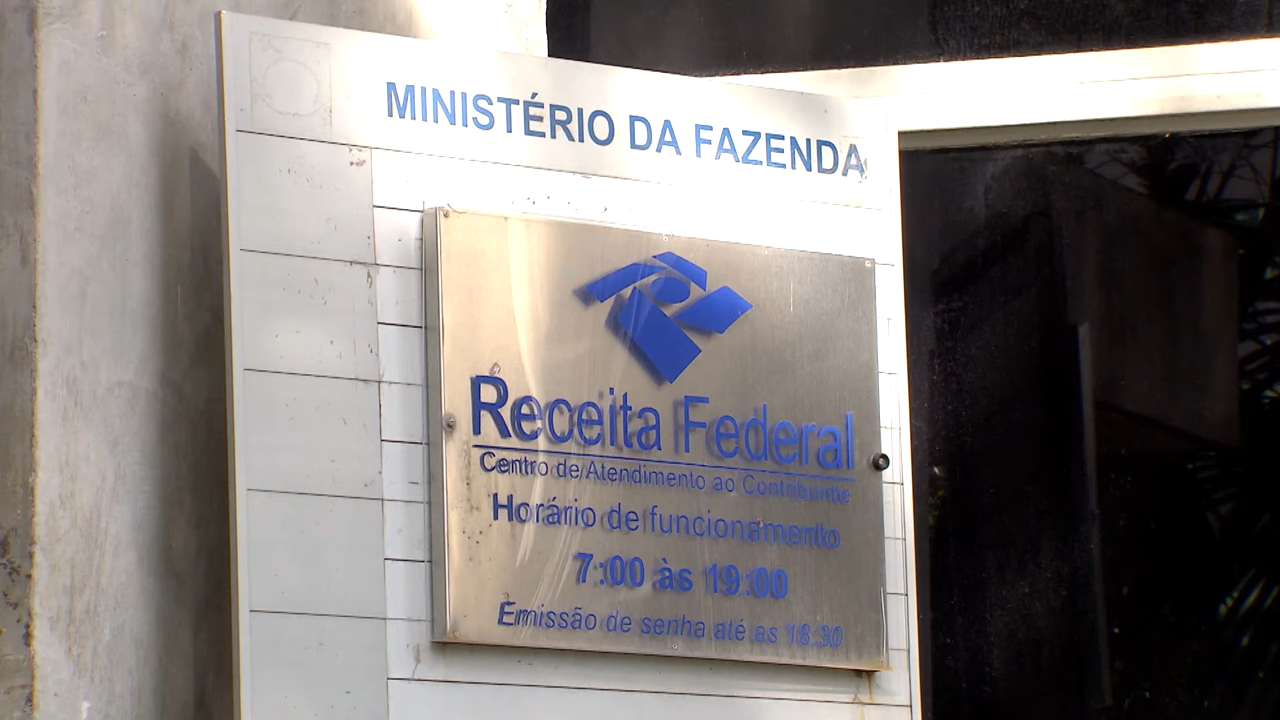 MINISTÉRIO DA FAZENDA
Receita Federal
Centro de Atendimento ao Contribuinte
Horário de funcionamento
7:00 às 19:00
Emissão de senha até as 18:30